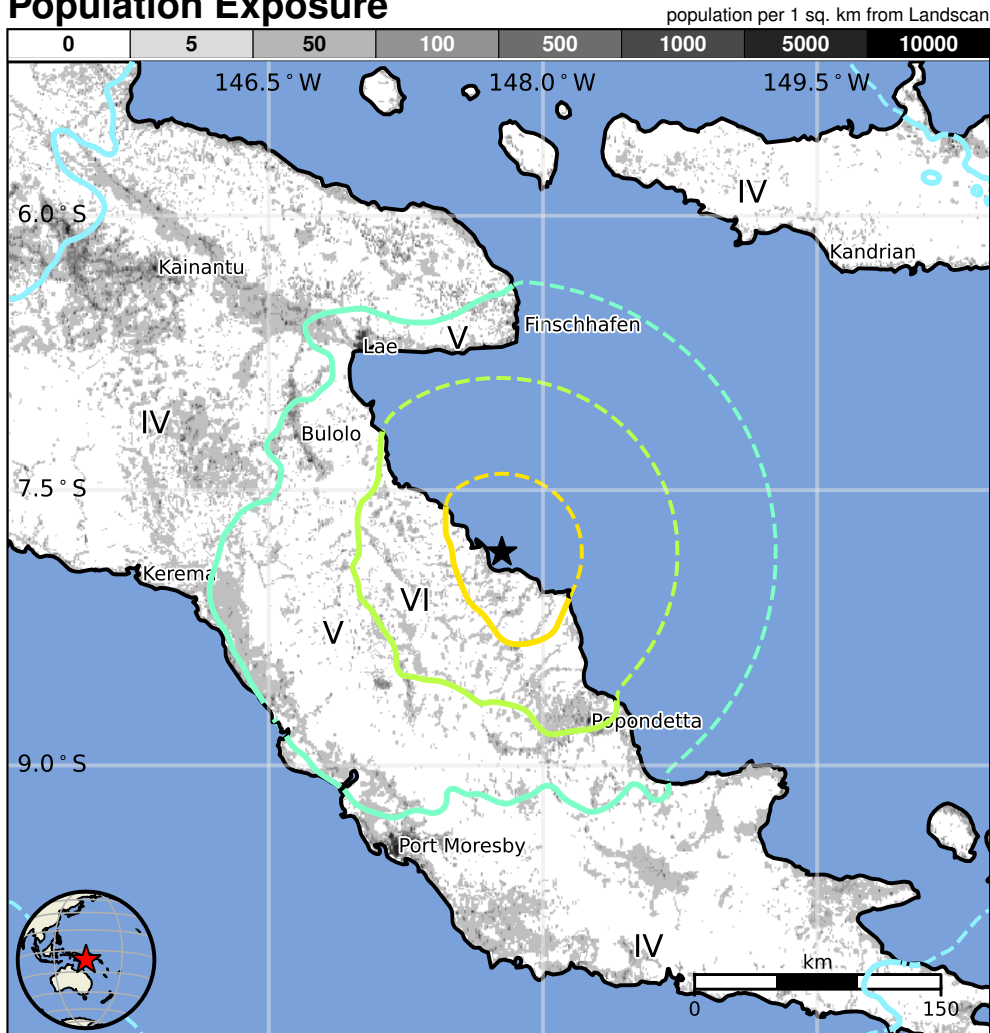 Population Exposure
population per 1 sq. km from Landscan
0 5 50 100 500 1000 5000 10000
146.5°W 148.0°W 149.5°W
IV
6.0°S
Kandrian
Kainantu
Finschhafen
V
Lae
IV
Bulolo
7.5°S
Kerema
VI
V
Popondetta
9.0°S
Port Moresby
IV
km
0 150